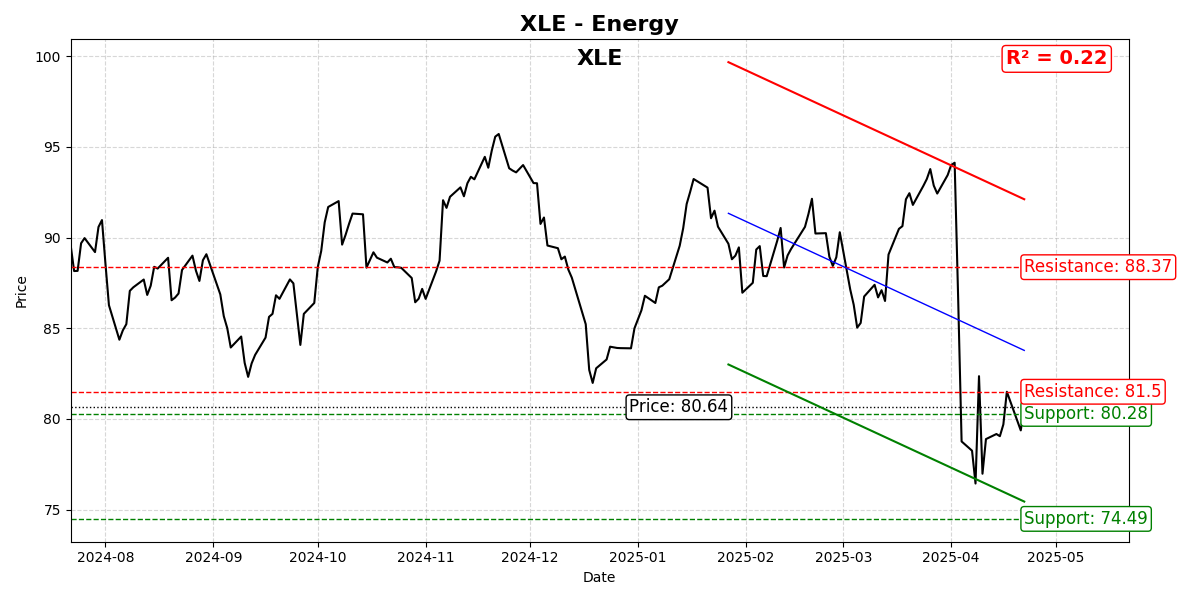 XLE - Energy
XLE
R² = 0.22
100
95
90
85
80
75
Price
Resistance: 88.37
Resistance: 81.5
Price: 80.64
Support: 80.28
Support: 74.49
2024-08
2024-09
2024-10
2024-11
2024-12
2025-01
2025-02
2025-03
2025-04
2025-05
Date